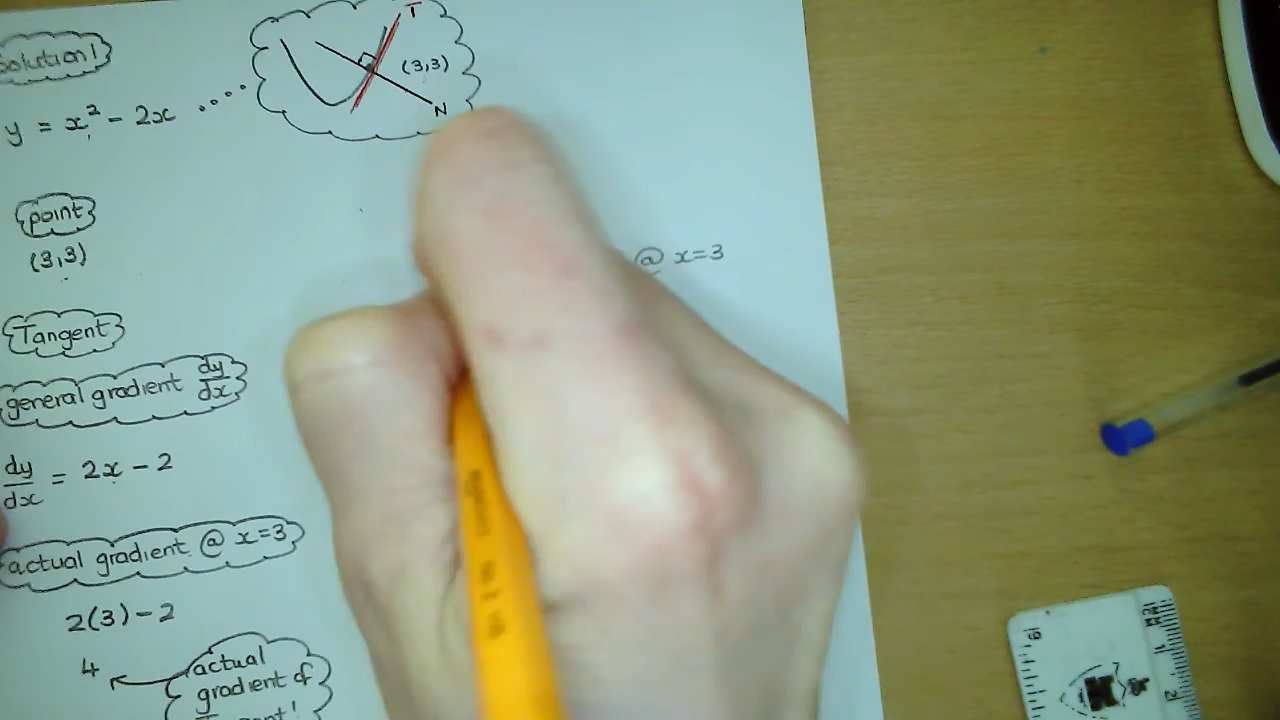 Solution!
y = x² - 2x ....
T
(3,3)
N
point
(3,3)
Tangent
general gradient dy/dx
dy/dx = 2x - 2
actual gradient @ x=3
2(3) - 2
4
actual
gradient of
@ x=3